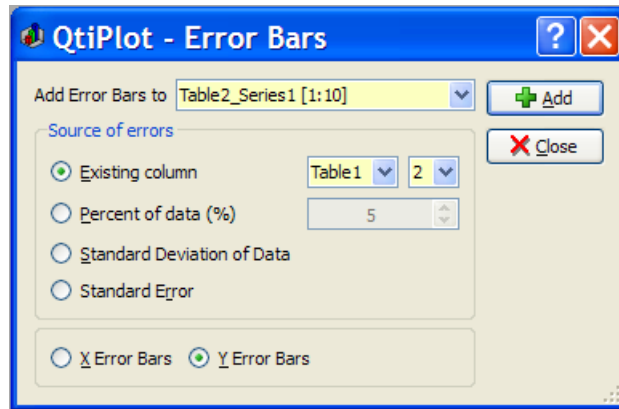 QtiPlot - Error Bars
Add Error Bars to Table2_Series1 [1:10] Add
Source of errors
Close
Existing column Table1 2
Percent of data (%) 5
Standard Deviation of Data
Standard Error
X Error Bars Y Error Bars